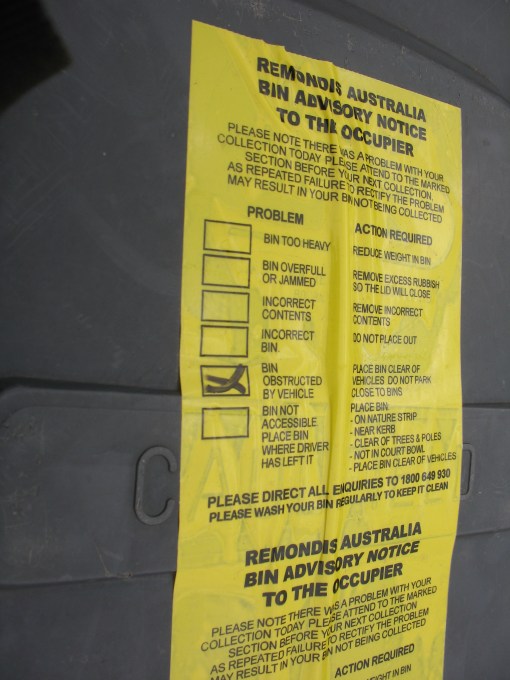 REMONDIS AUSTRALIA
BIN ADVISORY NOTICE
TO THE OCCUPIER
PLEASE NOTE THERE WAS A PROBLEM WITH YOUR
COLLECTION TODAY PLEASE ATTEND TO THE MARKED
SECTION BEFORE YOUR NEXT COLLECTION
AS REPEATED FAILURE TO RECTIFY THE PROBLEM
MAY RESULT IN YOUR BIN NOT BEING COLLECTED
PROBLEM ACTION REQUIRED
BIN TOO HEAVY REDUCE WEIGHT IN BIN
BIN OVERFULL REMOVE EXCESS RUBBISH
OR JAMMED SO THE LID WILL CLOSE
INCORRECT REMOVE INCORRECT
CONTENTS CONTENTS
INCORRECT DO NOT PLACE OUT
BIN.
BIN PLACE BIN CLEAR OF
OBSTRUCTED VEHICLES DO NOT PARK
BY VEHICLE CLOSE TO BINS
BIN NOT PLACE BIN:
ACCESSIBLE - ON NATURE STRIP
PLACE BIN - NEAR KERB
WHERE DRIVER - CLEAR OF TREES & POLES
HAS LEFT IT - NOT IN COURT BOWL
- PLACE BIN CLEAR OF VEHICLES
PLEASE DIRECT ALL ENQUIRIES TO 1800 649 930
PLEASE WASH YOUR BIN REGULARLY TO KEEP IT CLEAN
REMONDIS AUSTRALIA
BIN ADVISORY NOTICE
TO THE OCCUPIER
PLEASE NOTE THERE WAS A PROBLEM WITH YOUR
COLLECTION TODAY PLEASE ATTEND TO THE MARKED
SECTION BEFORE YOUR NEXT COLLECTION
AS REPEATED FAILURE TO RECTIFY THE PROBLEM
MAY RESULT IN YOUR BIN NOT BEING COLLECTED
ACTION REQUIRED
WEIGHT IN BIN